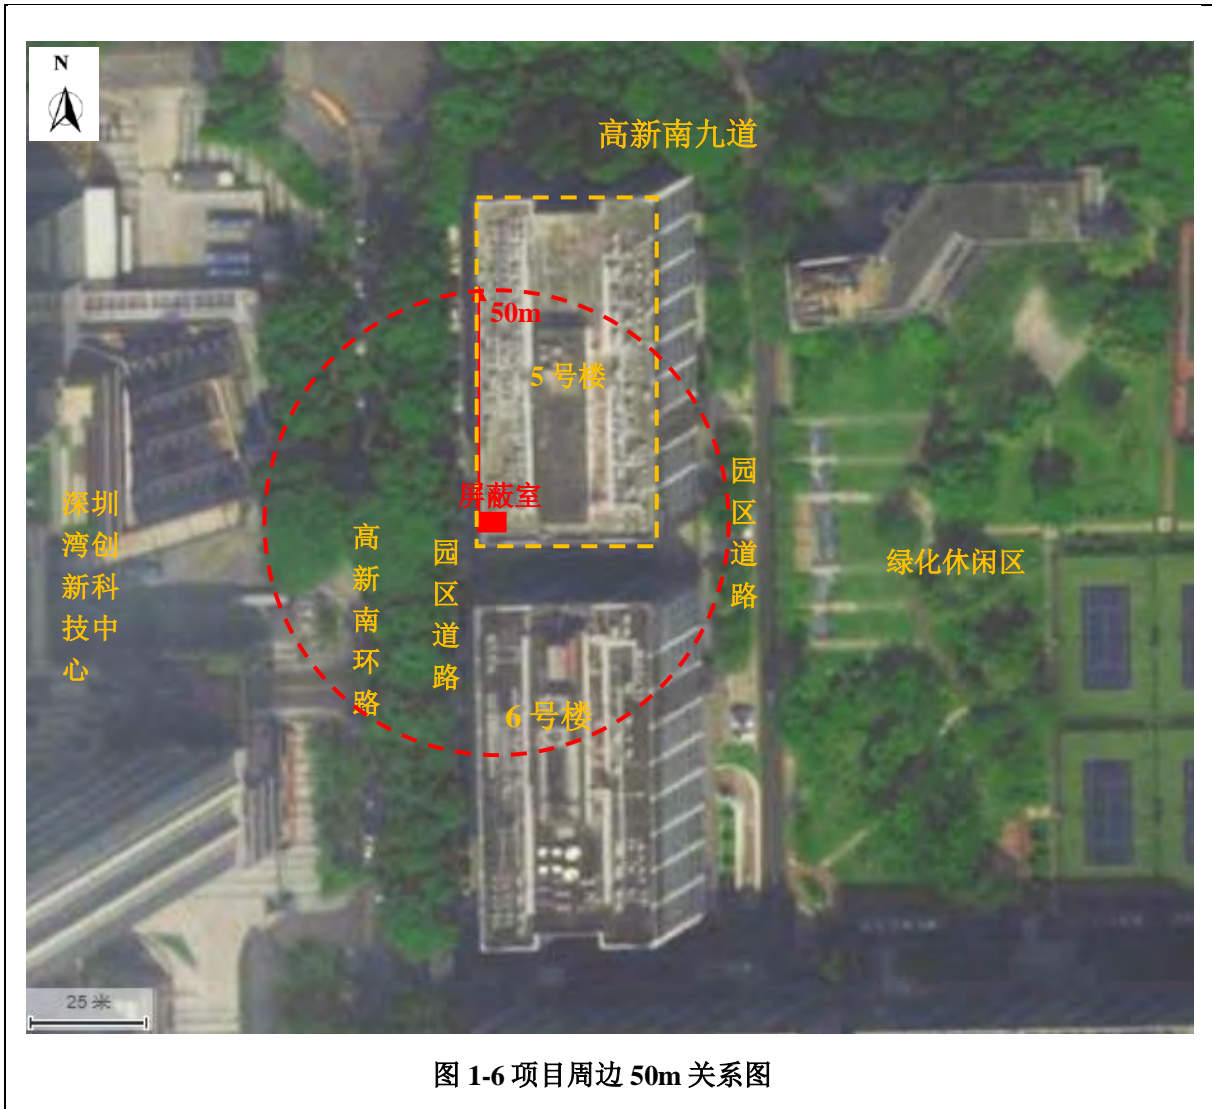 N
高新南九道
50m
5 号楼
屏蔽室
深圳
湾创
新科
技中
心
高
新
南
环
路
园
区
道
路
园
区
道
路
绿化休闲区
6 号楼
25 米
图 1-6 项目周边 50m 关系图